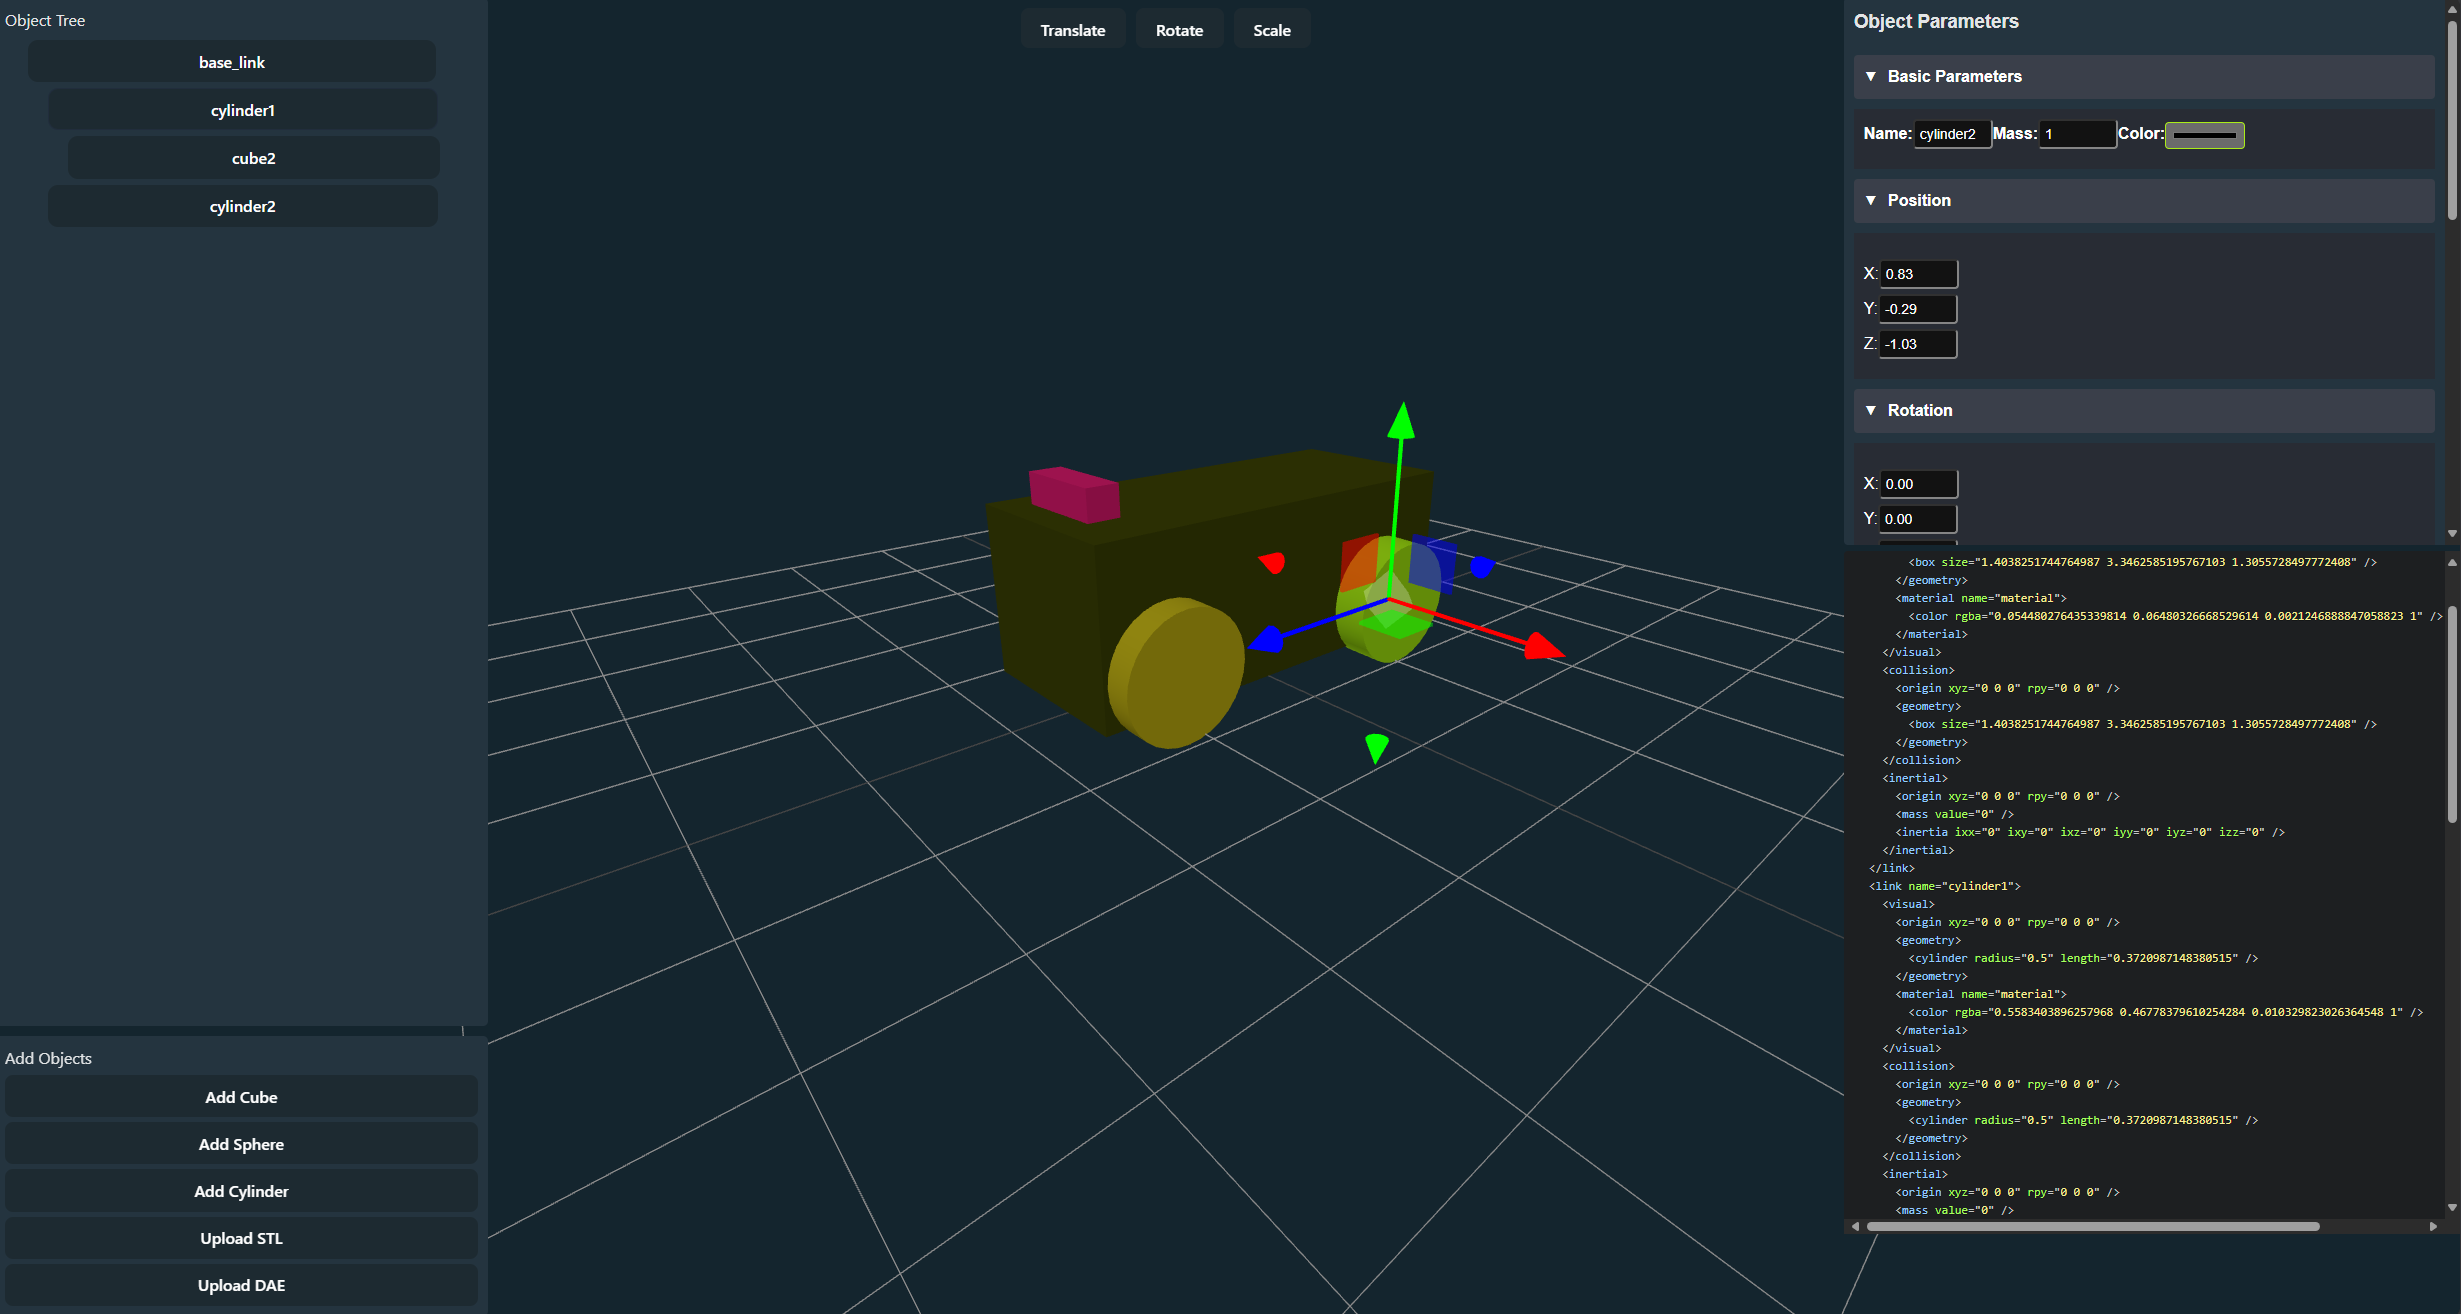 Object Tree
base_link
cylinder1
cube2
cylinder2
Add Objects
Add Cube
Add Sphere
Add Cylinder
Upload STL
Upload DAE
Translate Rotate Scale
Object Parameters
▼ Basic Parameters
Name: cylinder2 Mass: 1 Color:
▼ Position
X: 0.83
Y: -0.29
Z: -1.03
▼ Rotation
X: 0.00
Y: 0.00
<box size="1.4038251744764987 3.3462585195767103 1.3055728497772408" />
</geometry>
<material name="material">
<color rgba="0.054480276435339814 0.06480326668529614 0.0021246888847058823 1" />
</material>
</visual>
<collision>
<origin xyz="0 0 0" rpy="0 0 0" />
<geometry>
<box size="1.4038251744764987 3.3462585195767103 1.3055728497772408" />
</geometry>
</collision>
<inertial>
<origin xyz="0 0 0" rpy="0 0 0" />
<mass value="0" />
<inertia ixx="0" ixy="0" ixz="0" iyy="0" iyz="0" izz="0" />
</inertial>
</link>
<link name="cylinder1">
<visual>
<origin xyz="0 0 0" rpy="0 0 0" />
<geometry>
<cylinder radius="0.5" length="0.3720987148380515" />
</geometry>
<material name="material">
<color rgba="0.5583403896257968 0.46778379610254284 0.010329823026364548 1" />
</material>
</visual>
<collision>
<origin xyz="0 0 0" rpy="0 0 0" />
<geometry>
<cylinder radius="0.5" length="0.3720987148380515" />
</geometry>
</collision>
<inertial>
<origin xyz="0 0 0" rpy="0 0 0" />
<mass value="0" />